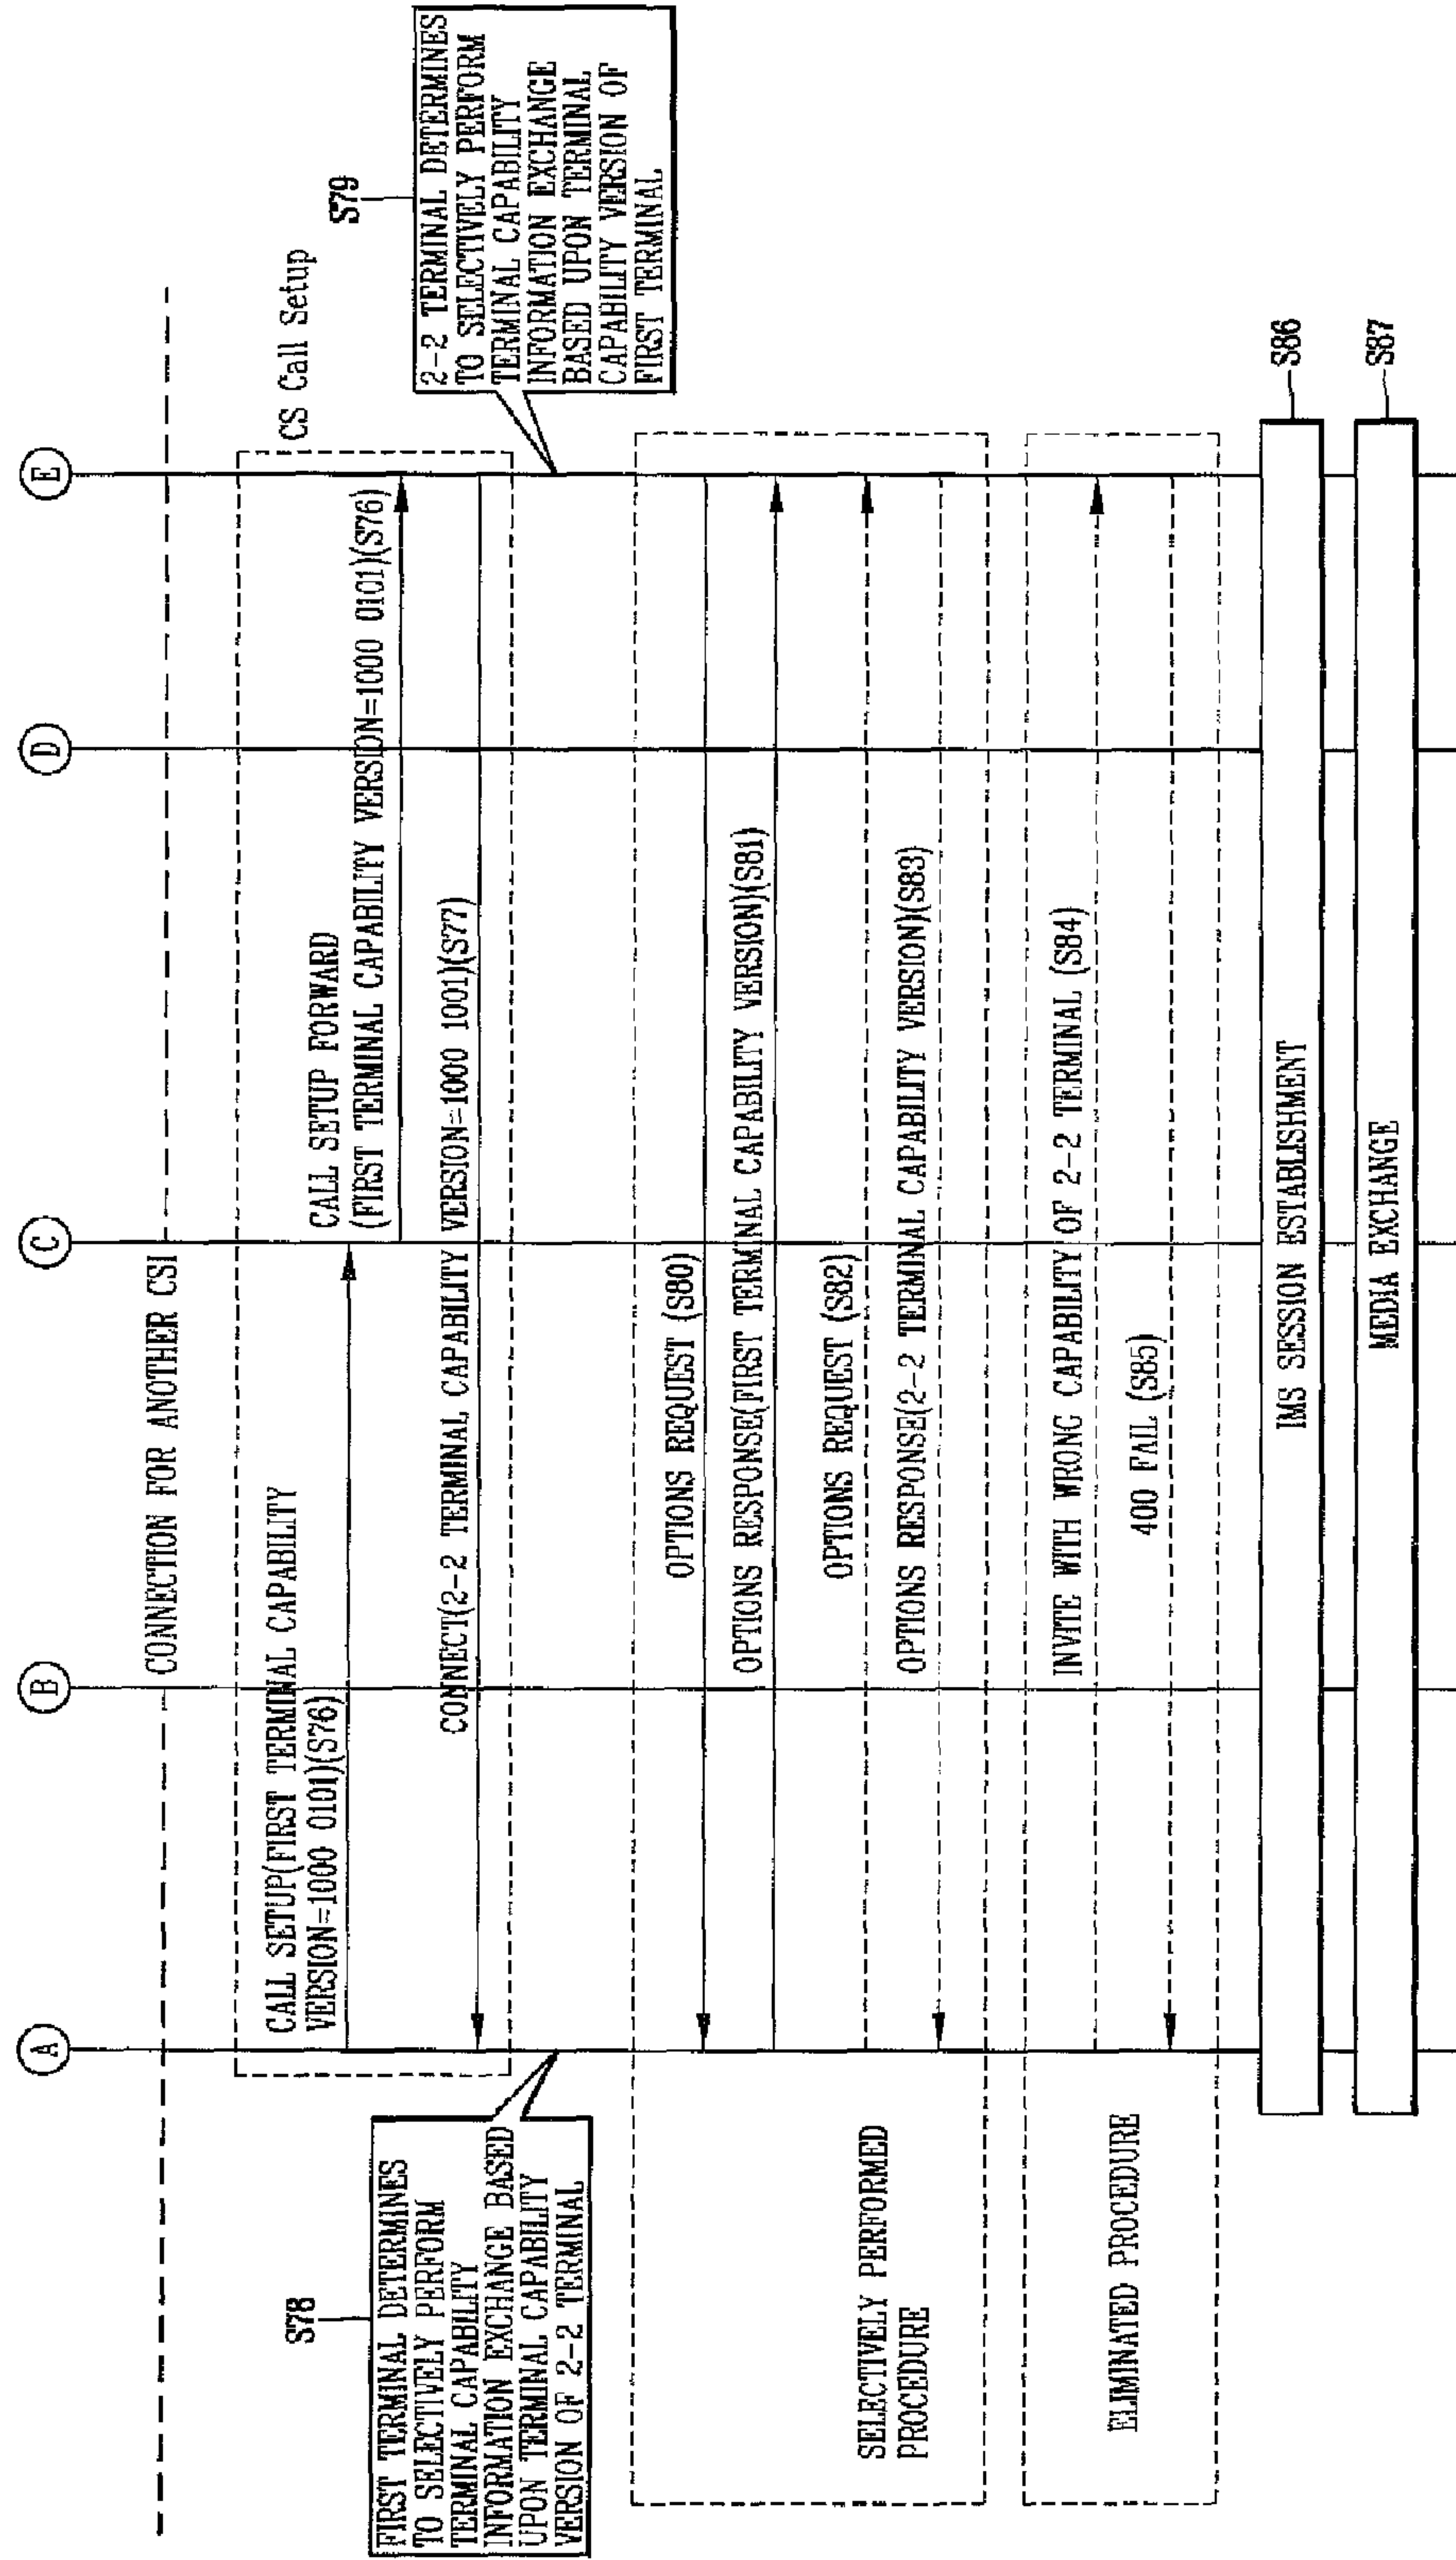 A
B
C
D
E
CONNECTION FOR ANOTHER CSI
CS Call Setup
CALL SETUP(FIRST TERMINAL CAPABILITY
VERSION=1000 0101)(S76)
CALL SETUP FORWARD
(FIRST TERMINAL CAPABILITY VERSION=1000 0101)(S76)
CONNECT(2-2 TERMINAL CAPABILITY VERSION=1000 1001)(S77)
S78
FIRST TERMINAL DETERMINES
TO SELECTIVELY PERFORM
TERMINAL CAPABILITY
INFORMATION EXCHANGE BASED
UPON TERMINAL CAPABILITY
VERSION OF 2-2 TERMINAL
S79
2-2 TERMINAL DETERMINES
TO SELECTIVELY PERFORM
TERMINAL CAPABILITY
INFORMATION EXCHANGE
BASED UPON TERMINAL
CAPABILITY VERSION OF
FIRST TERMINAL
OPTIONS REQUEST (S80)
OPTIONS RESPONSE(FIRST TERMINAL CAPABILITY VERSION)(S81)
OPTIONS REQUEST (S82)
SELECTIVELY PERFORMED
PROCEDURE
OPTIONS RESPONSE(2-2 TERMINAL CAPABILITY VERSION)(S83)
INVITE WITH WRONG CAPABILITY OF 2-2 TERMINAL (S84)
ELIMINATED PROCEDURE
400 FAIL (S85)
IMS SESSION ESTABLISHMENT
S86
MEDIA EXCHANGE
S87